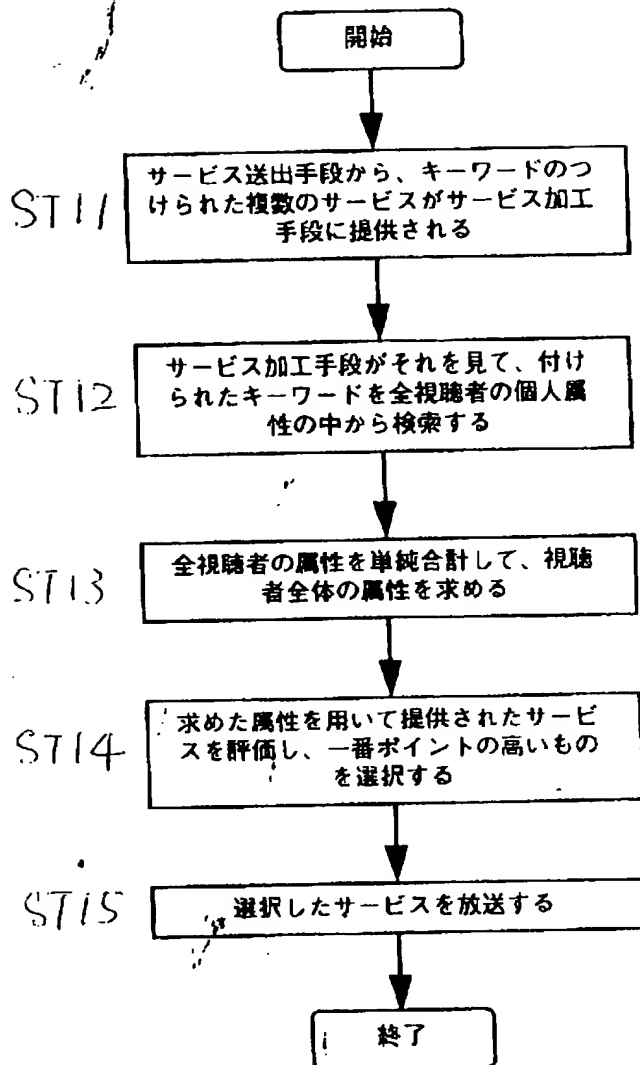 開始
ST11
サービス送出手段から、キーワードのつ
けられた複数のサービスがサービス加工
手段に提供される
ST12
サービス加工手段がそれを見て、付け
られたキーワードを全視聴者の個人属
性の中から検索する
ST13
全視聴者の属性を単純合計して、視聴
者全体の属性を求める
ST14
求めた属性を用いて提供されたサービ
スを評価し、一番ポイントの高いもの
を選択する
ST15
選択したサービスを放送する
終了